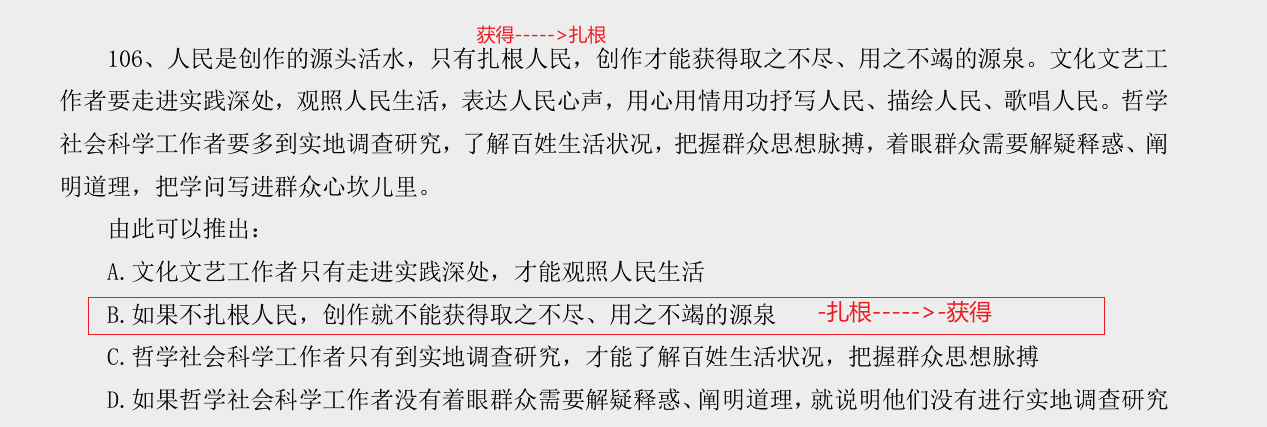 获得----->扎根
106、人民是创作的源头活水，只有扎根人民，创作才能获得取之不尽、用之不竭的源泉。文化文艺工
作者要走进实践深处，观照人民生活，表达人民心声，用心用情用功抒写人民、描绘人民、歌唱人民。哲学
社会科学工作者要多到实地调查研究，了解百姓生活状况，把握群众思想脉搏，着眼群众需要解疑释惑、阐
明道理，把学问写进群众心坎儿里。
由此可以推出：
A.文化文艺工作者只有走进实践深处，才能观照人民生活
B.如果不扎根人民，创作就不能获得取之不尽、用之不竭的源泉 -扎根----->-获得
C.哲学社会科学工作者只有到实地调查研究，才能了解百姓生活状况，把握群众思想脉搏
D.如果哲学社会科学工作者没有着眼群众需要解疑释惑、阐明道理，就说明他们没有进行实地调查研究